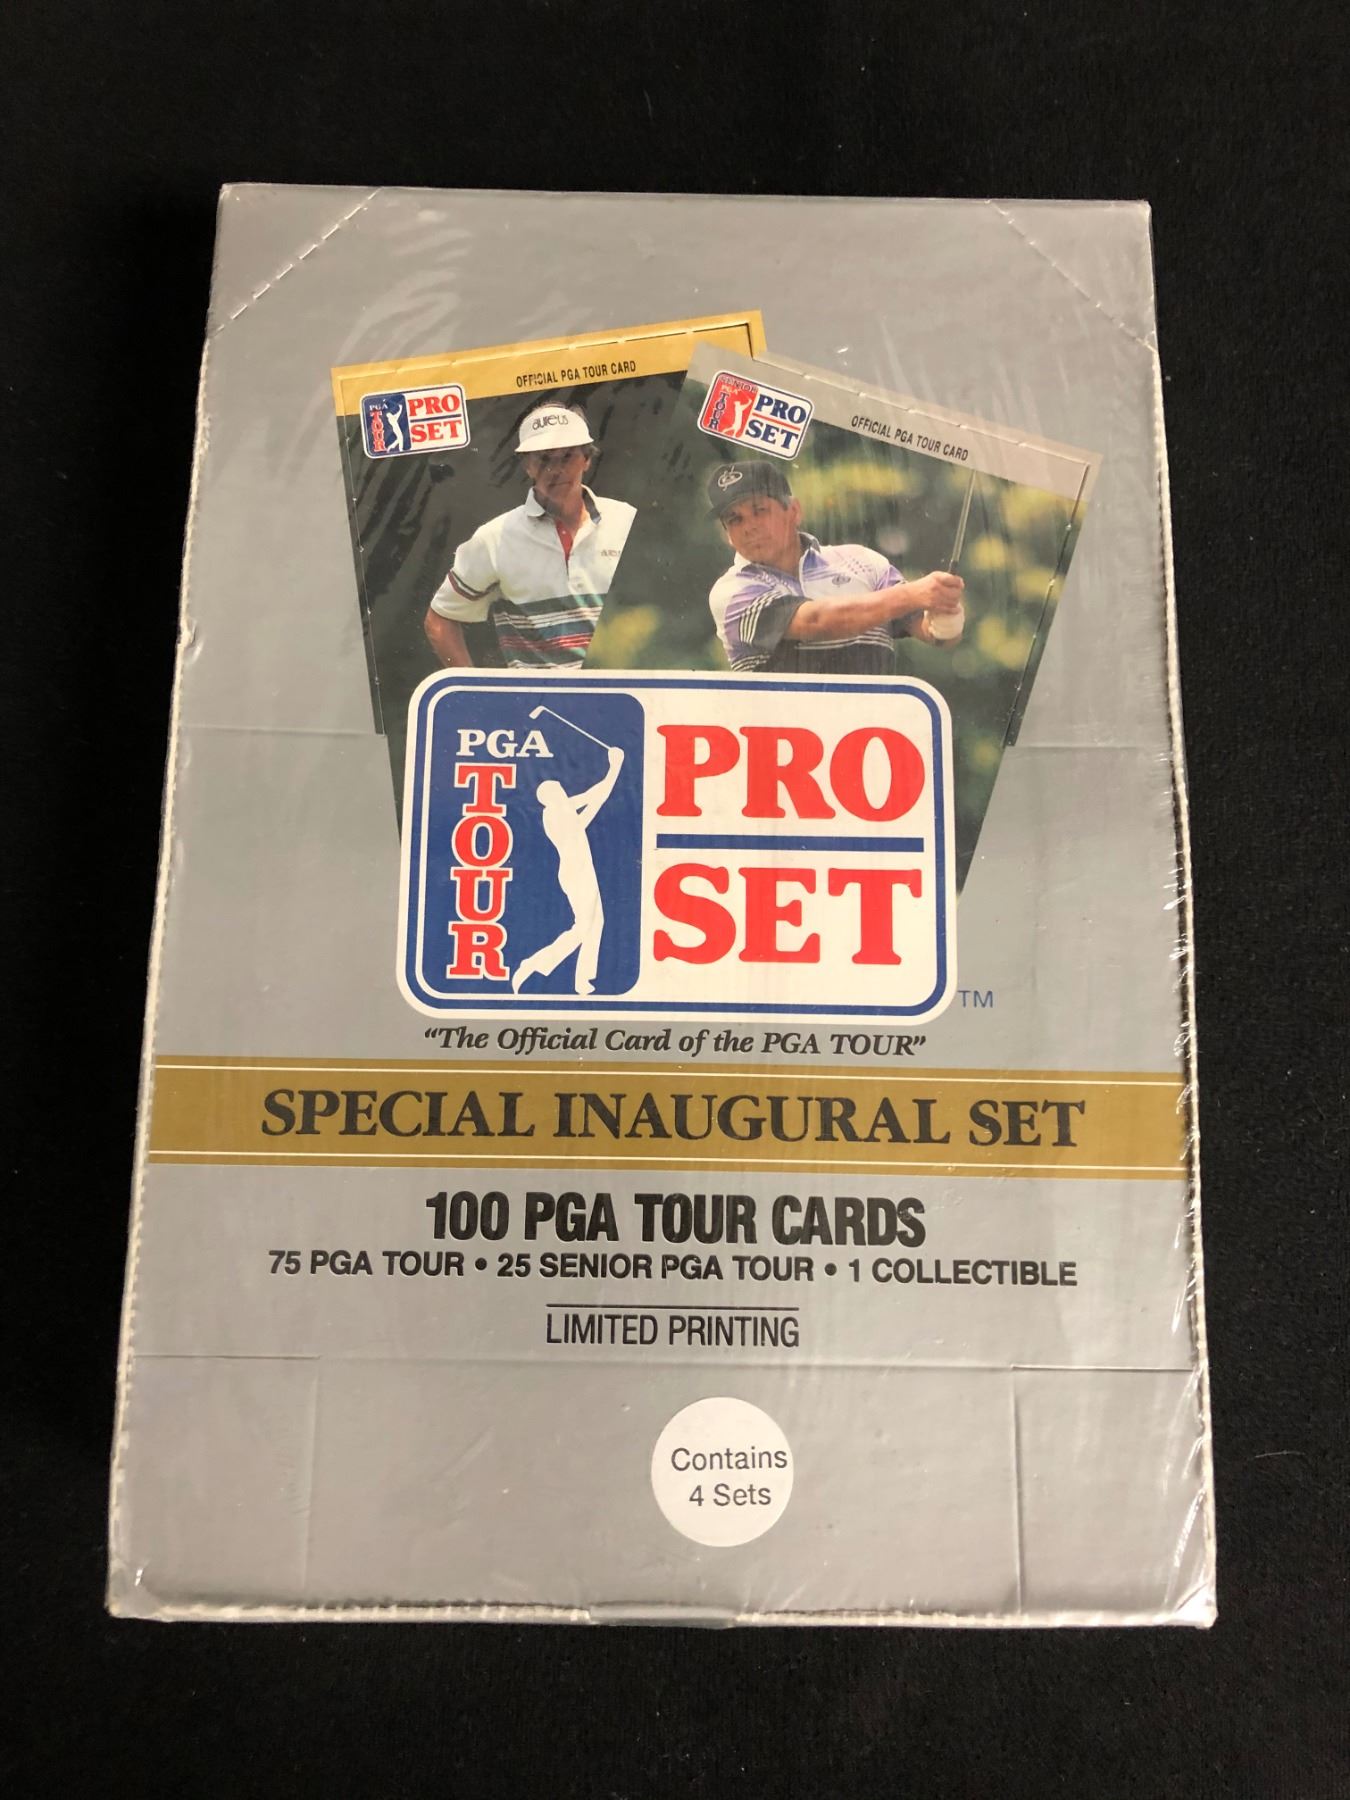 OFFICIAL PGA TOUR CARD
PGA TOUR PRO SET
aureus
SENIOR TOUR PRO SET
OFFICIAL PGA TOUR CARD
PGA
TOUR
PRO
SET
TM
"The Official Card of the PGA TOUR"
SPECIAL INAUGURAL SET
100 PGA TOUR CARDS
75 PGA TOUR • 25 SENIOR PGA TOUR • 1 COLLECTIBLE
LIMITED PRINTING
Contains
4 Sets